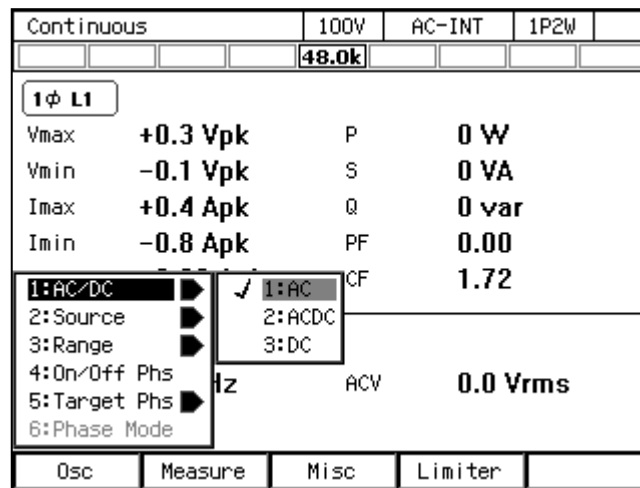 Continuous 100V AC-INT 1P2W
48.0k
1φ L1
Vmax +0.3 Vpk P 0 W
Vmin -0.1 Vpk S 0 VA
Imax +0.4 Apk Q 0 var
Imin -0.8 Apk PF 0.00
CF 1.72
1:AC/DC ✓ 1:AC
2:Source 2:ACDC
3:Range 3:DC
4:On/Off Phs Hz ACV 0.0 Vrms
5:Target Phs
6:Phase Mode
Osc Measure Misc Limiter